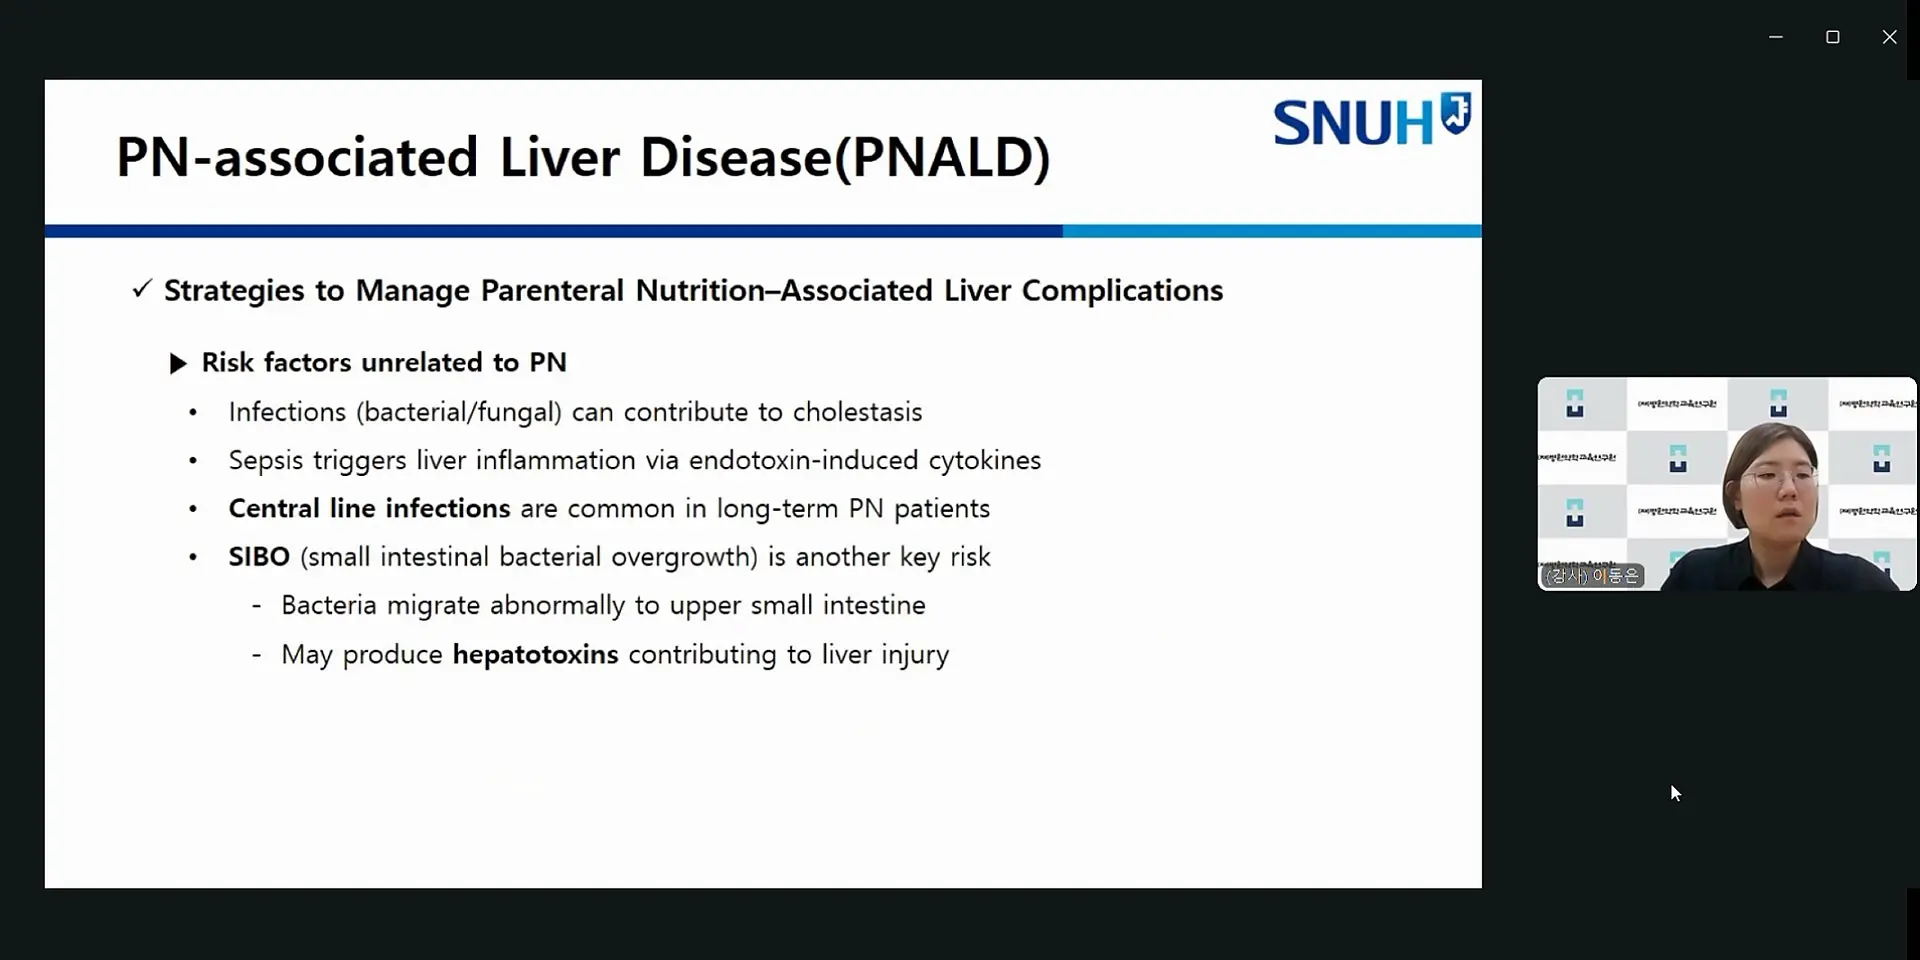 SNUH
PN-associated Liver Disease(PNALD)
✓ Strategies to Manage Parenteral Nutrition–Associated Liver Complications
▶ Risk factors unrelated to PN
• Infections (bacterial/fungal) can contribute to cholestasis
• Sepsis triggers liver inflammation via endotoxin-induced cytokines
• Central line infections are common in long-term PN patients
• SIBO (small intestinal bacterial overgrowth) is another key risk
- Bacteria migrate abnormally to upper small intestine
- May produce hepatotoxins contributing to liver injury
(강사) 이동은